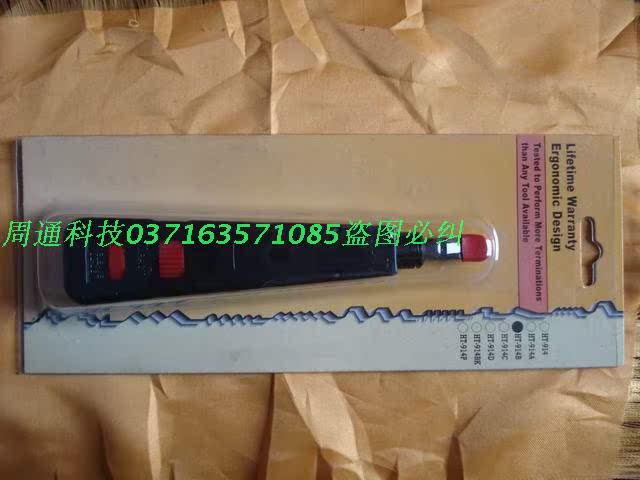 周通科技037163571085盗图必纠
Lifetime Warranty
Ergonomic Design
Tested to Perform More Terminations
than Any Tool Available
HT-914
HT-914A
HT-914B
HT-914C
HT-914D
HT-914BK
HT-914F